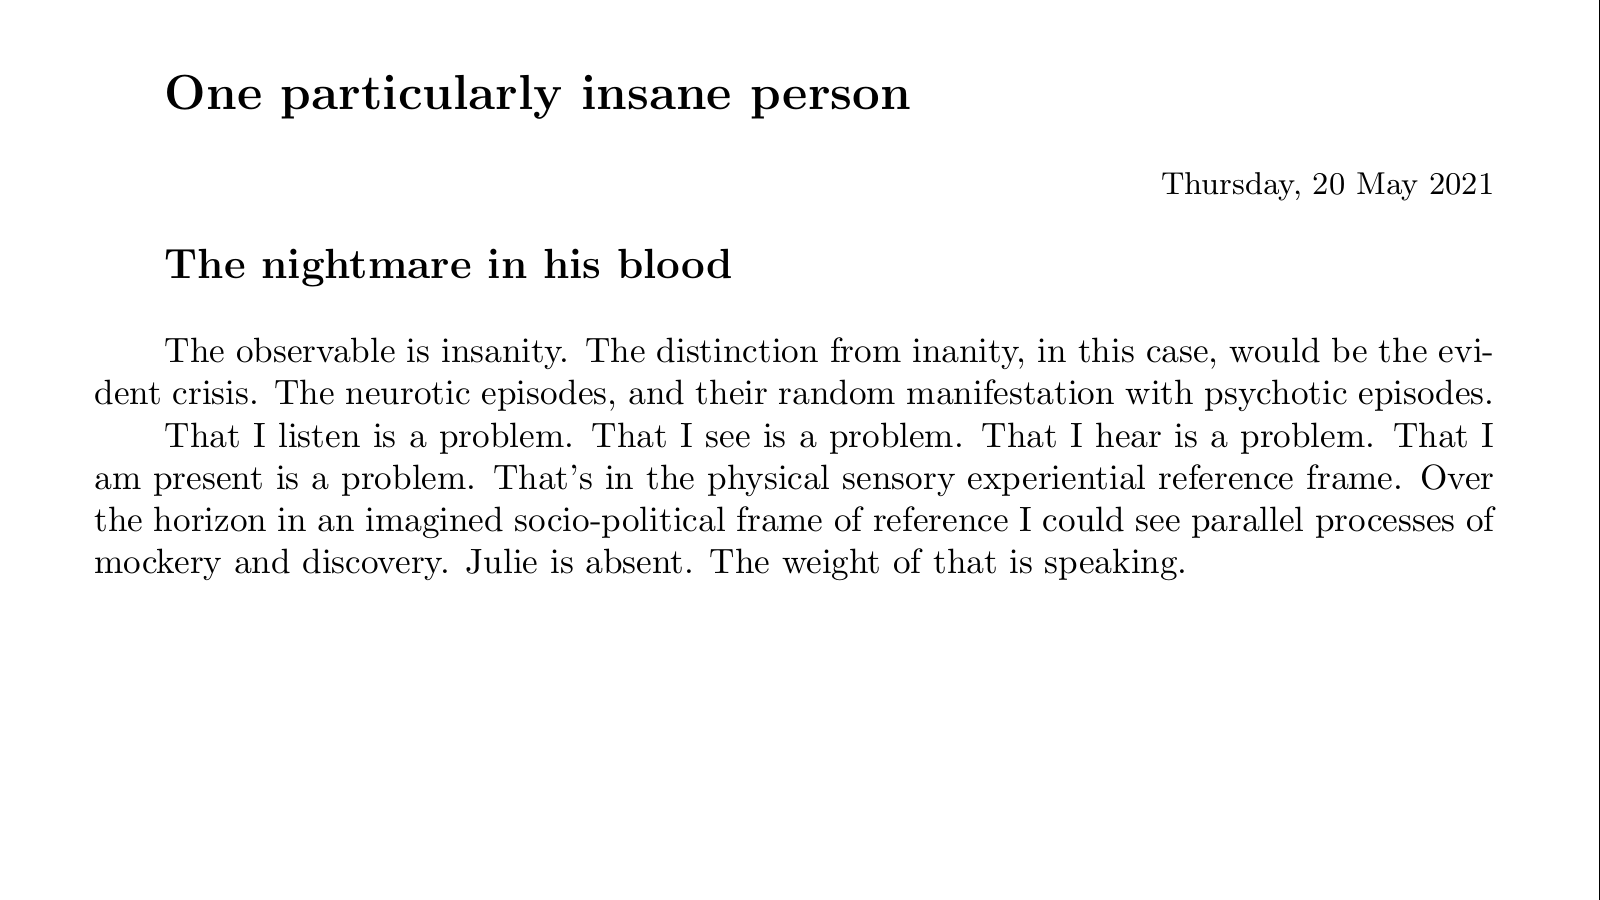 One particularly insane person
Thursday, 20 May 2021
The nightmare in his blood
The observable is insanity. The distinction from inanity, in this case, would be the evi-
dent crisis. The neurotic episodes, and their random manifestation with psychotic episodes.
That I listen is a problem. That I see is a problem. That I hear is a problem. That I
am present is a problem. That's in the physical sensory experiential reference frame. Over
the horizon in an imagined socio-political frame of reference I could see parallel processes of
mockery and discovery. Julie is absent. The weight of that is speaking.